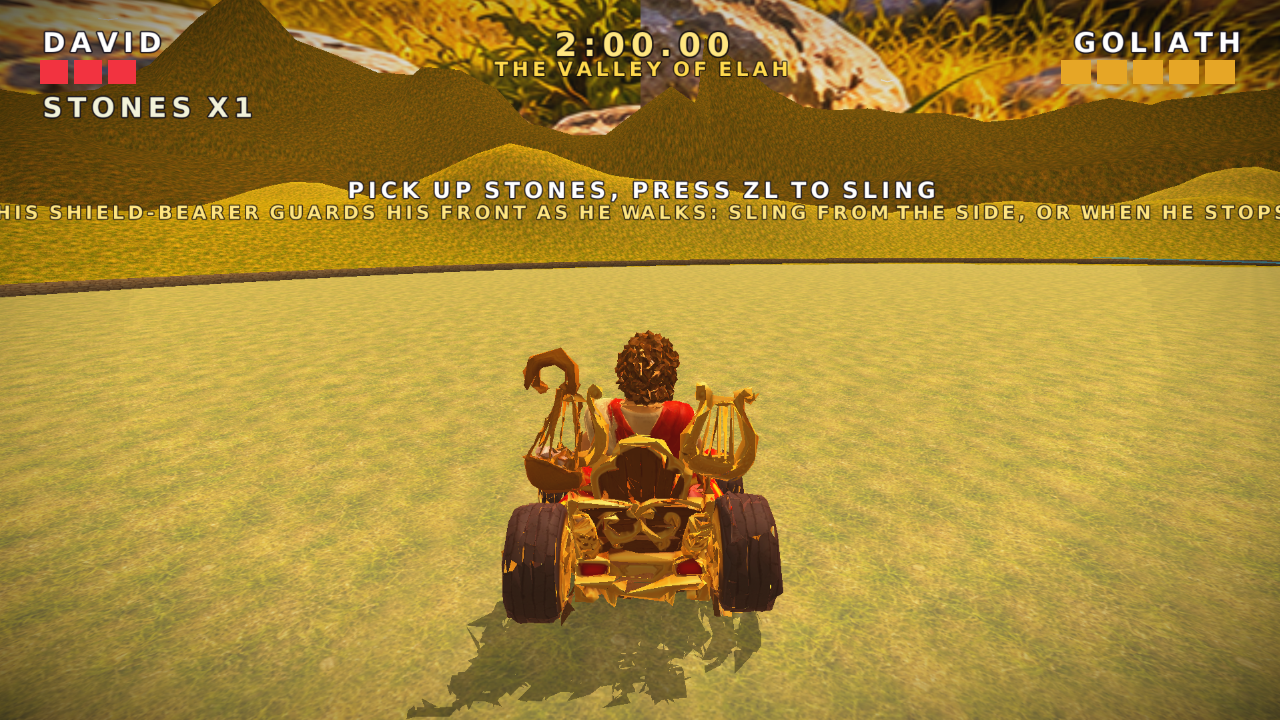 DAVID
2:00.00
GOLIATH
THE VALLEY OF ELAH
STONES X1
PICK UP STONES, PRESS ZL TO SLING
HIS SHIELD-BEARER GUARDS HIS FRONT AS HE WALKS: SLING FROM THE SIDE, OR WHEN HE STOPS